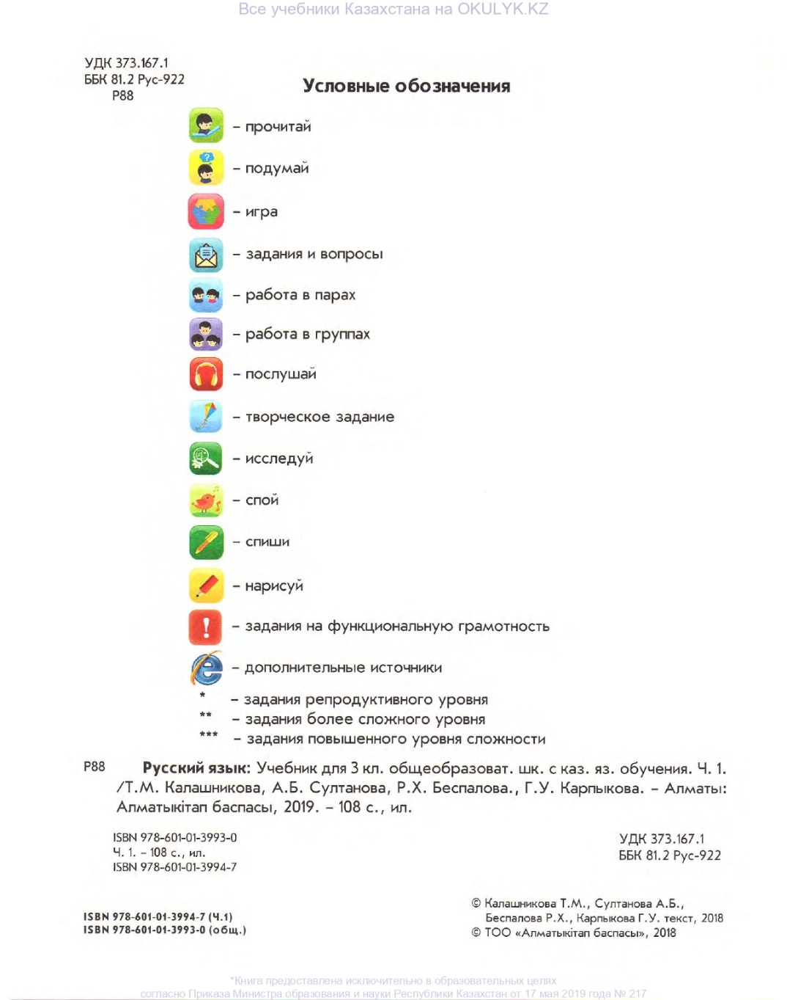 Все учебники Казахстана на OKULYK.KZ
УДК 373.167.1
ББК 81.2 Рус-922
Р88
Условные обозначения
– прочитай
– подумай
– игра
– задания и вопросы
– работа в парах
– работа в группах
– послушай
– творческое задание
– исследуй
– спой
– спиши
– нарисуй
– задания на функциональную грамотность
– дополнительные источники
* – задания репродуктивного уровня
** – задания более сложного уровня
*** – задания повышенного уровня сложности
Р88 Русский язык: Учебник для 3 кл. общеобразоват. шк. с каз. яз. обучения. Ч. 1.
/Т.М. Калашникова, А.Б. Султанова, Р.Х. Беспалова., Г.У. Карпыкова. – Алматы:
Алматыкітап баспасы, 2019. – 108 с., ил.
ISBN 978-601-01-3993-0
Ч. 1. – 108 с., ил.
ISBN 978-601-01-3994-7
УДК 373.167.1
ББК 81.2 Рус-922
ISBN 978-601-01-3994-7 (Ч.1)
ISBN 978-601-01-3993-0 (общ.)
© Калашникова Т.М., Султанова А.Б.,
Беспалова Р.Х., Карпыкова Г.У. текст, 2018
© ТОО «Алматыкітап баспасы», 2018
*Книга предоставлена исключительно в образовательных целях
согласно Приказа Министра образования и науки Республики Казахстан от 17 мая 2019 года № 217